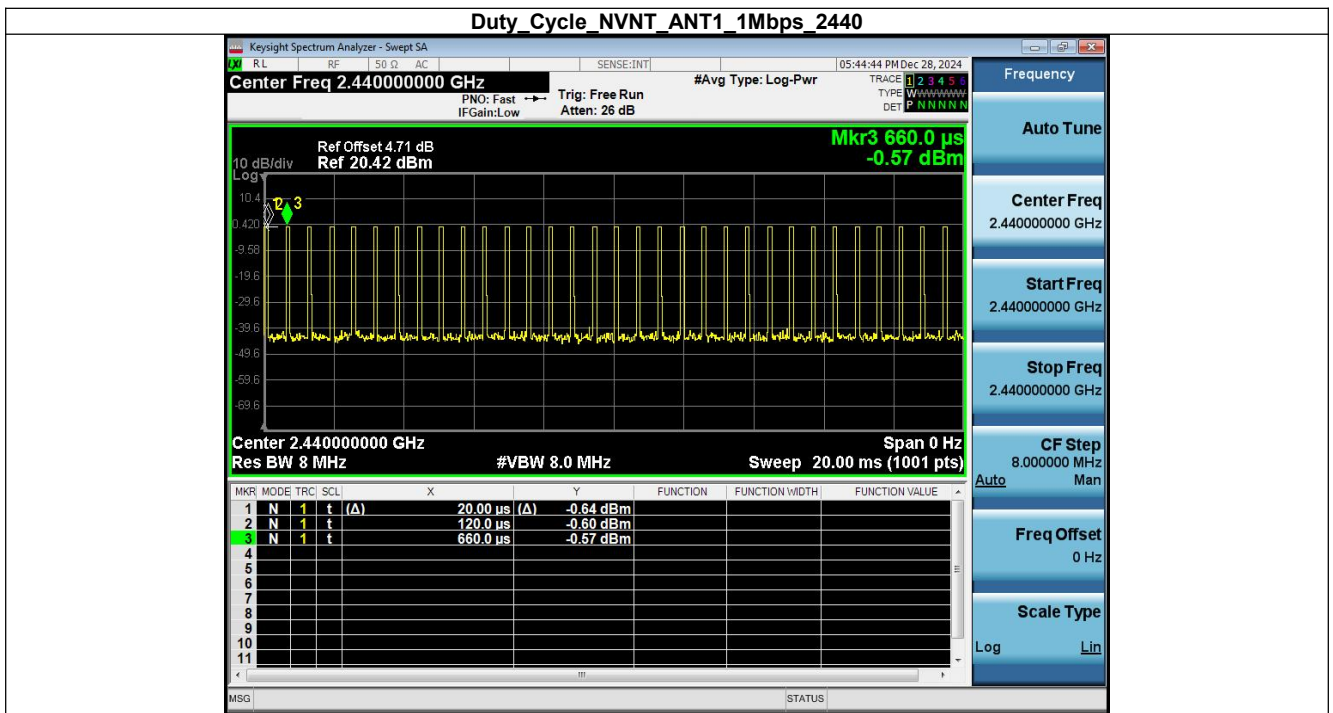 Duty_Cycle_NVNT_ANT1_1Mbps_2440
Keysight Spectrum Analyzer - Swept SA
LXI RL RF 50 Ω AC SENSE:INT 05:44:44 PM Dec 28, 2024
Center Freq 2.440000000 GHz
PNO: Fast
IFGain:Low
Trig: Free Run
Atten: 26 dB
#Avg Type: Log-Pwr
TRACE 1 2 3 4 5 6
TYPE WWWWWW
DET P N N N N N
Mkr3 660.0 µs
-0.57 dBm
Ref Offset 4.71 dB
10 dB/div Ref 20.42 dBm
Log
10.4
0.420
-9.58
-19.6
-29.6
-39.6
-49.6
-59.6
-69.6
2 3
Center 2.440000000 GHz Span 0 Hz
Res BW 8 MHz #VBW 8.0 MHz Sweep 20.00 ms (1001 pts)
MKR MODE TRC SCL X Y FUNCTION FUNCTION WIDTH FUNCTION VALUE
1 N 1 t (Δ) 20.00 µs (Δ) -0.64 dBm
2 N 1 t 120.0 µs -0.60 dBm
3 N 1 t 660.0 µs -0.57 dBm
4
5
6
7
8
9
10
11
MSG STATUS
Frequency
Auto Tune
Center Freq
2.440000000 GHz
Start Freq
2.440000000 GHz
Stop Freq
2.440000000 GHz
CF Step
8.000000 MHz
Auto Man
Freq Offset
0 Hz
Scale Type
Log Lin